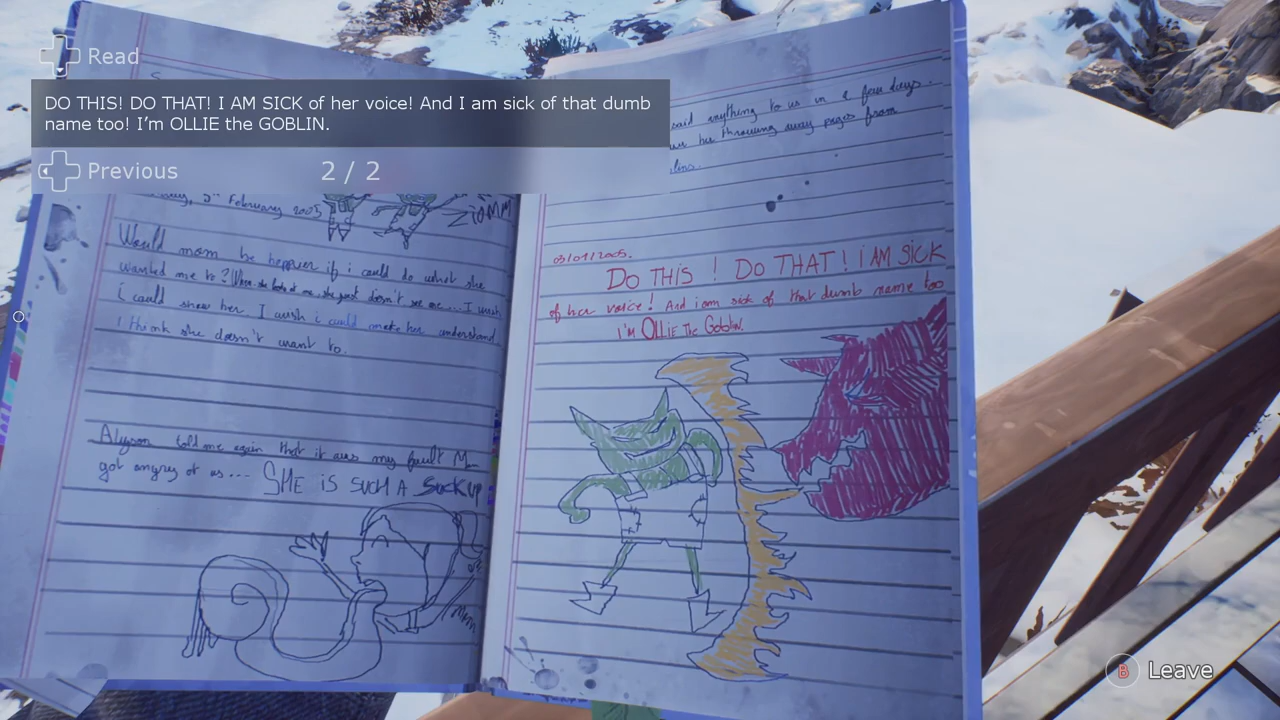 Read
DO THIS! DO THAT! I AM SICK of her voice! And I am sick of that dumb
name too! I'm OLLIE the GOBLIN.
Previous
2 / 2
February 2003
ZiOMM
Would mom be happier if i could do what she
wanted me to? When she looks at me, she just doesn't see me.... I wish
i could show her. I wish i could make her understand.
I think she doesn't want to.
Alyson told me again that it was my fault Mom
got angry at us... SHE iS SUCH A SUCK UP
said anything to us in a few days.
her throwing away pages from
03/01/2005.
DO THiS ! DO THAT! i AM SiCK
of her voice! And i am sick of that dumb name too
i'M OLLiE THE GobLiN.
B Leave